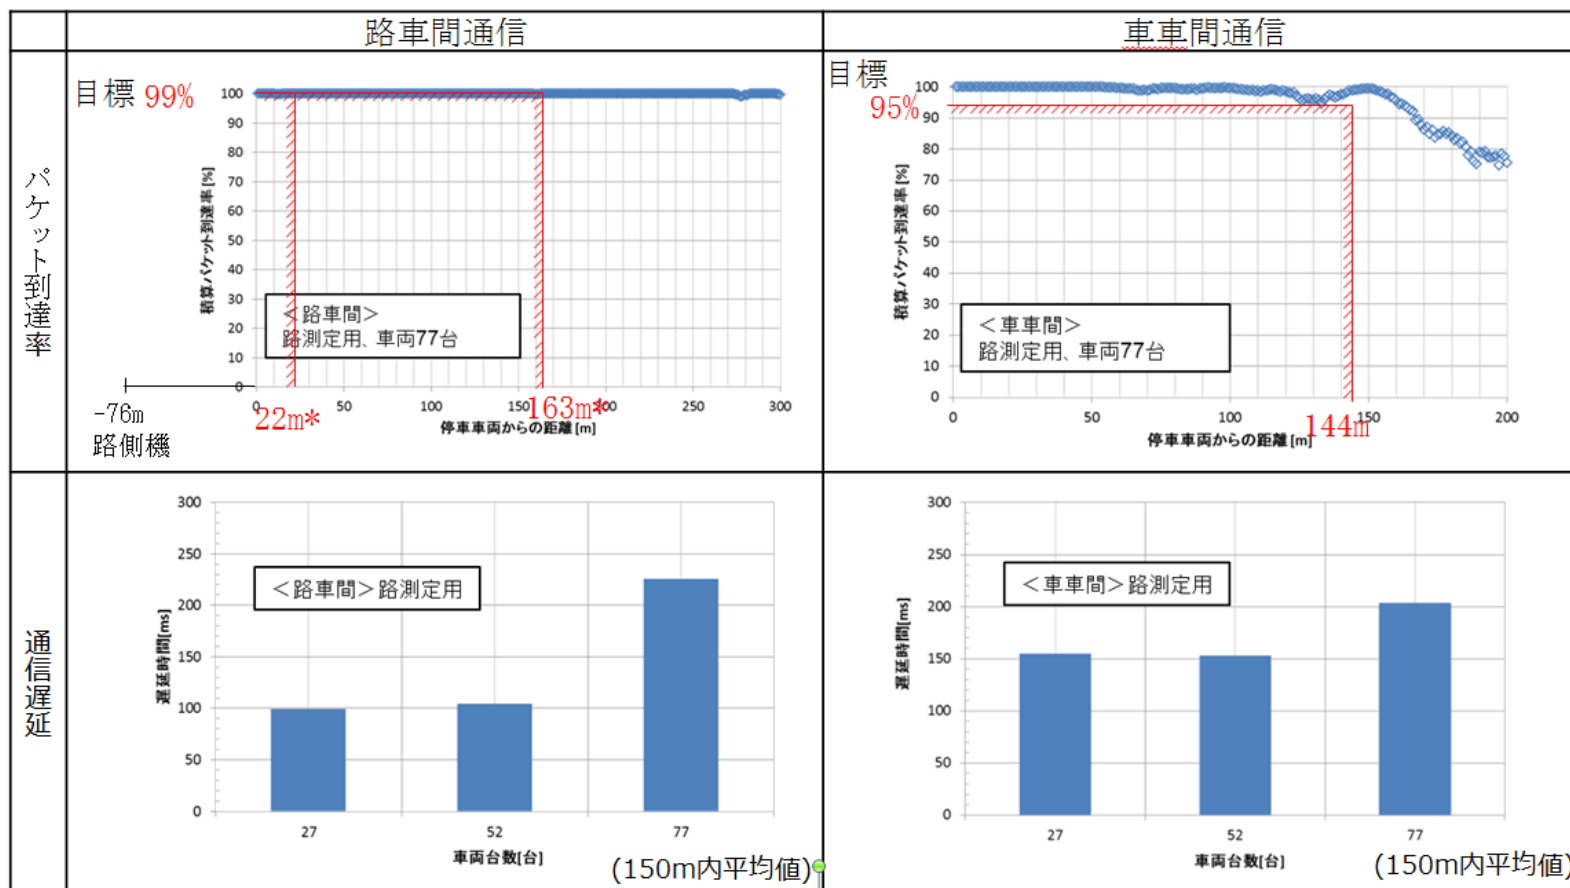 路車間通信
車車間通信
パケット到達率
目標 99%
100
90
80
70
60
50
40
30
20
10
0
積算パケット到達率[%]
＜路車間＞
路測定用、車両77台
-76m
路側機
0
50
100
150
200
250
300
22m*
163m*
停車車両からの距離[m]
目標
95%
100
90
80
70
60
50
40
30
20
10
0
積算パケット到達率[%]
＜車車間＞
路測定用、車両77台
0
50
100
150
200
144m
停車車両からの距離[m]
通信遅延
300
250
200
150
100
50
0
遅延時間[ms]
＜路車間＞路測定用
27
52
77
車両台数[台]
(150m内平均値)
300
250
200
150
100
50
0
遅延時間[ms]
＜車車間＞路測定用
27
52
77
車両台数[台]
(150m内平均値)